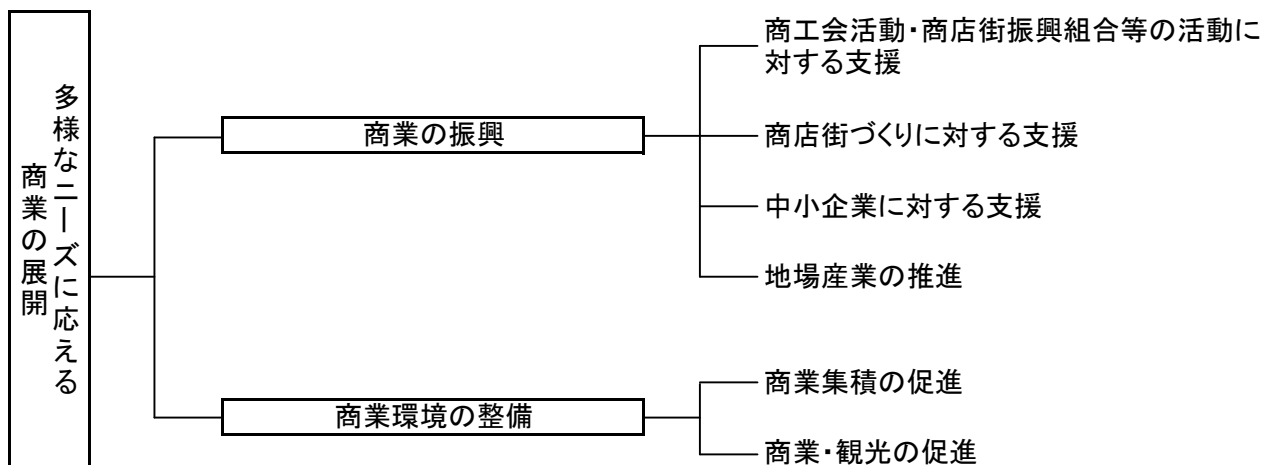 多様なニーズに応える
商業の展開
商業の振興
商工会活動・商店街振興組合等の活動に
対する支援
商店街づくりに対する支援
中小企業に対する支援
地場産業の推進
商業環境の整備
商業集積の促進
商業・観光の促進